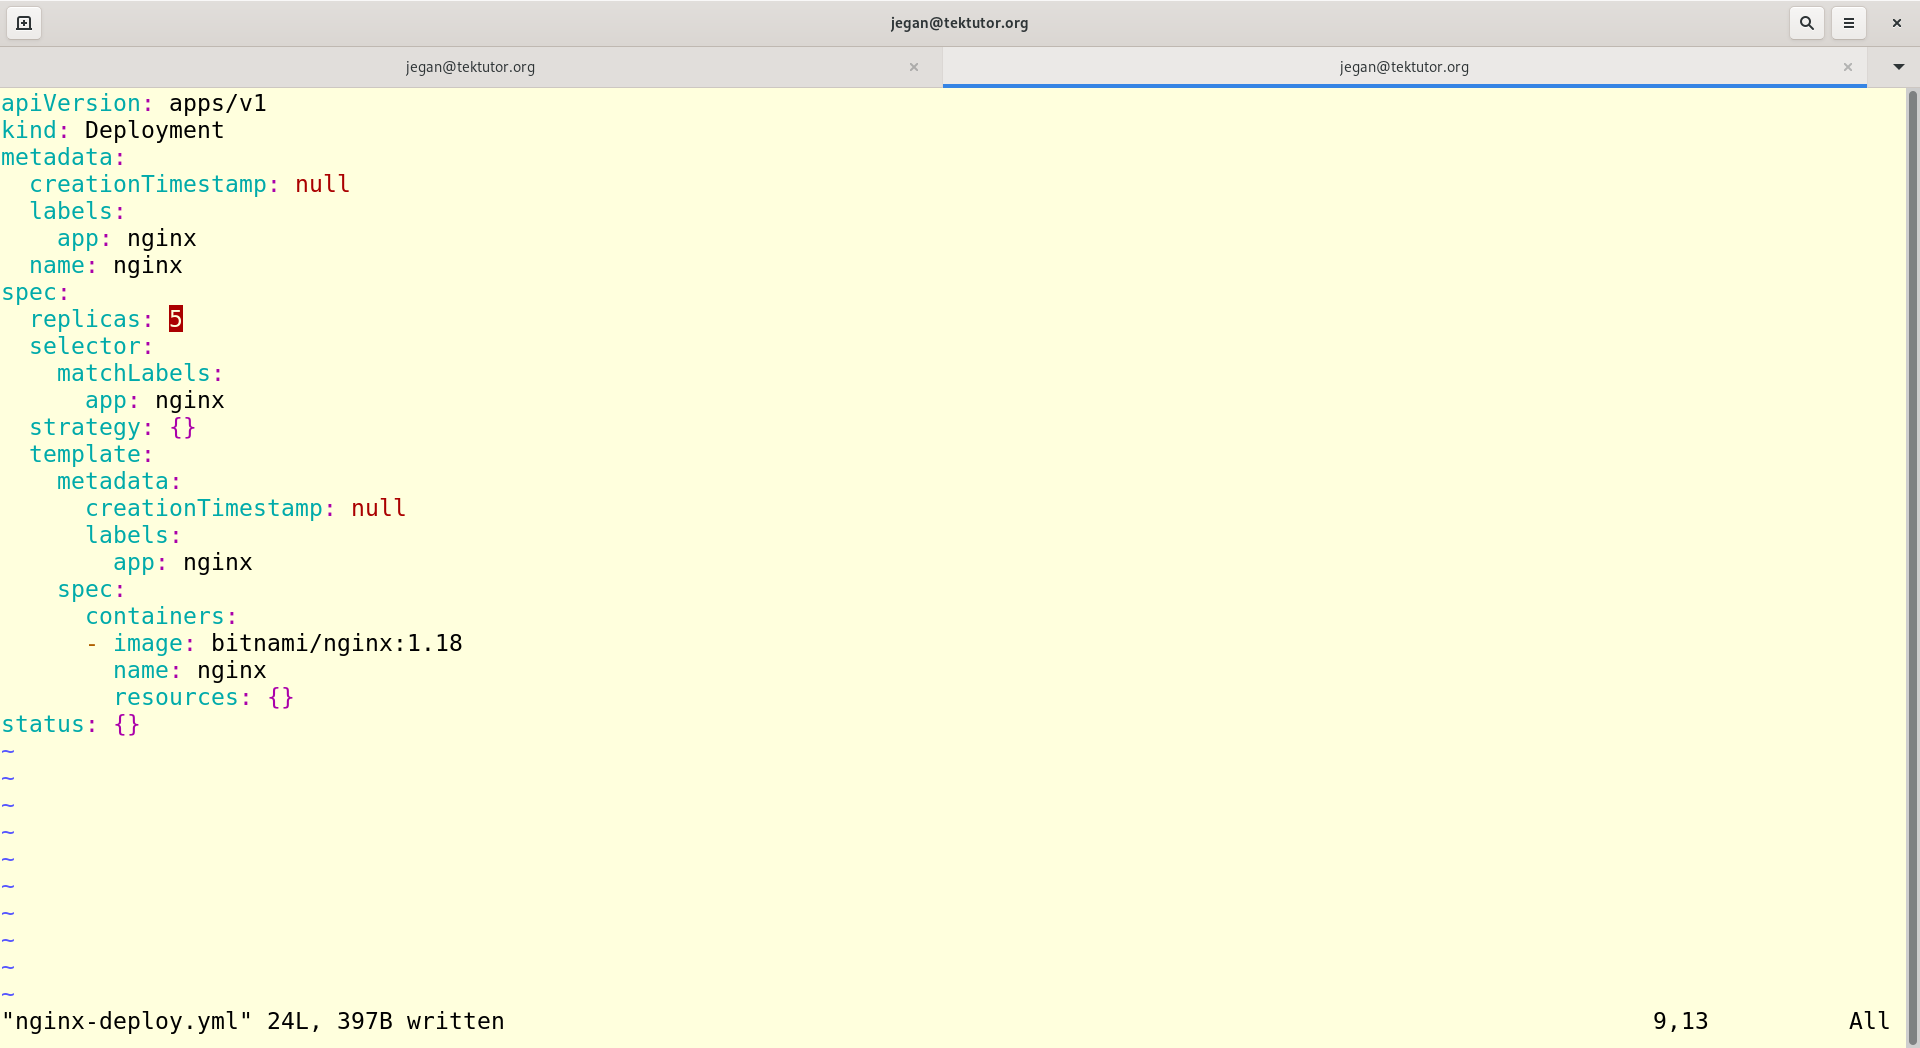 jegan@tektutor.org
jegan@tektutor.org jegan@tektutor.org
apiVersion: apps/v1
kind: Deployment
metadata:
  creationTimestamp: null
  labels:
    app: nginx
  name: nginx
spec:
  replicas: 5
  selector:
    matchLabels:
      app: nginx
  strategy: {}
  template:
    metadata:
      creationTimestamp: null
      labels:
        app: nginx
    spec:
      containers:
      - image: bitnami/nginx:1.18
        name: nginx
        resources: {}
status: {}
~
~
~
~
~
~
~
~
~
~
"nginx-deploy.yml" 24L, 397B written 9,13 All